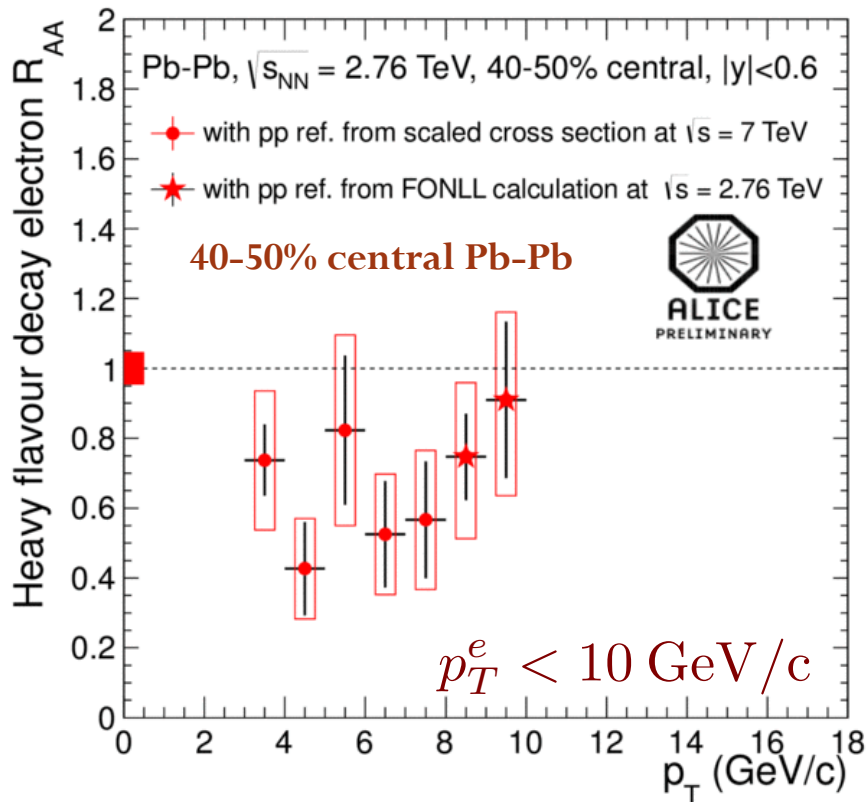 Heavy flavour decay electron R_AA
Pb-Pb, √s_NN = 2.76 TeV, 40-50% central, |y|<0.6
with pp ref. from scaled cross section at √s = 7 TeV
with pp ref. from FONLL calculation at √s = 2.76 TeV
40-50% central Pb-Pb
ALICE
PRELIMINARY
p_T^e < 10 GeV/c
2
1.8
1.6
1.4
1.2
1
0.8
0.6
0.4
0.2
0
0 2 4 6 8 10 12 14 16 18
p_T (GeV/c)